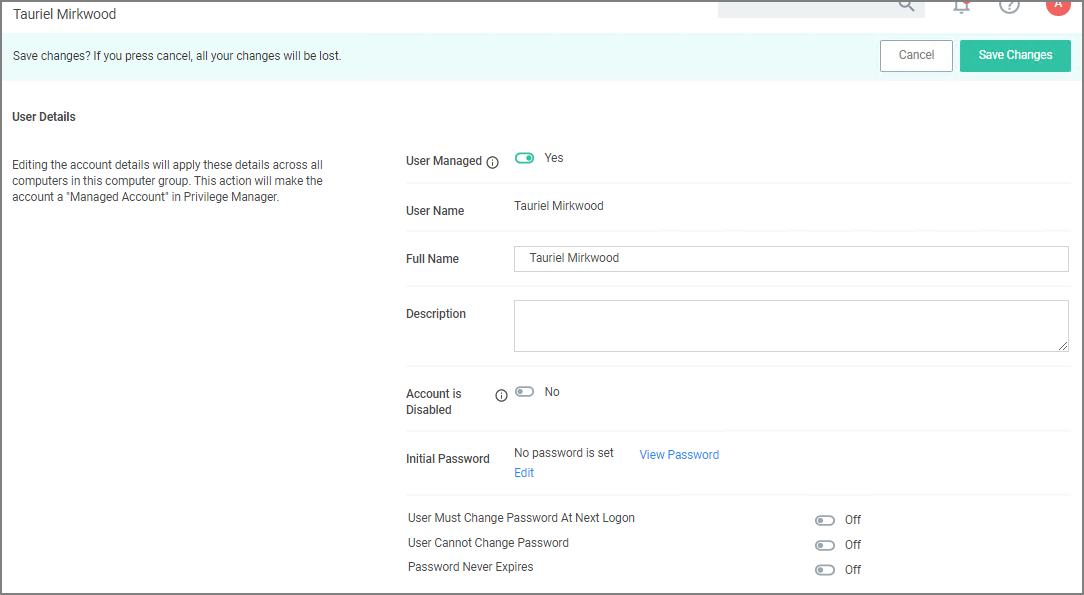 Tauriel Mirkwood
A
Save changes? If you press cancel, all your changes will be lost.
Cancel
Save Changes
User Details
Editing the account details will apply these details across all
computers in this computer group. This action will make the
account a "Managed Account" in Privilege Manager.
User Managed
Yes
User Name
Tauriel Mirkwood
Full Name
Tauriel Mirkwood
Description
Account is
Disabled
No
Initial Password
No password is set
View Password
Edit
User Must Change Password At Next Logon
Off
User Cannot Change Password
Off
Password Never Expires
Off